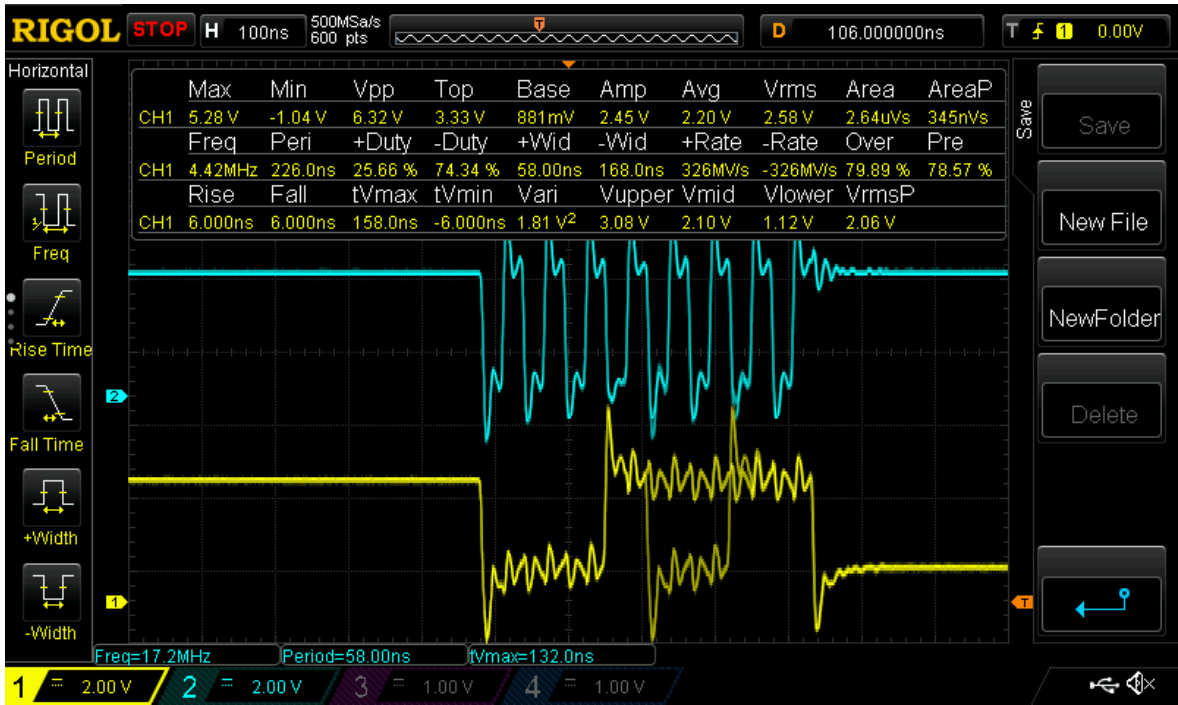 RIGOL STOP H 100ns 500MSa/s 600 pts D 106.000000ns T 1 0.00V
Horizontal
Period
Freq
Rise Time
Fall Time
+Width
-Width
Max Min Vpp Top Base Amp Avg Vrms Area AreaP
CH1 5.28 V -1.04 V 6.32 V 3.33 V 881mV 2.45 V 2.20 V 2.58 V 2.64uVs 345nVs
Freq Peri +Duty -Duty +Wid -Wid +Rate -Rate Over Pre
CH1 4.42MHz 226.0ns 25.66 % 74.34 % 58.00ns 168.0ns 326MV/s -326MV/s 79.89 % 78.57 %
Rise Fall tVmax tVmin Vari Vupper Vmid Vlower VrmsP
CH1 6.000ns 6.000ns 158.0ns -6.000ns 1.81 V² 3.08 V 2.10 V 1.12 V 2.06 V
T
2
1
T
Save
Save
New File
NewFolder
Delete
Freq=17.2MHz Period=58.00ns tVmax=132.0ns
1 2.00 V 2 2.00 V 3 1.00 V 4 1.00 V